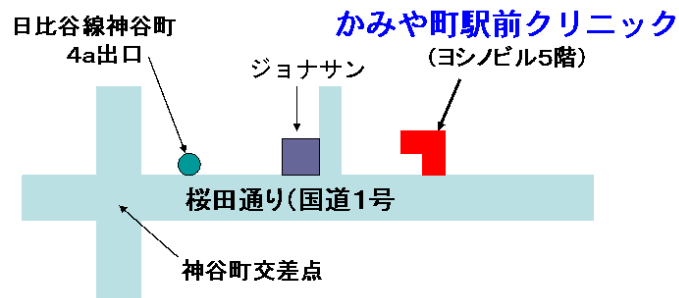 日比谷線神谷町
4a出口
かみや町駅前クリニック
(ヨシノビル5階)
ジョナサン
桜田通り(国道1号
神谷町交差点